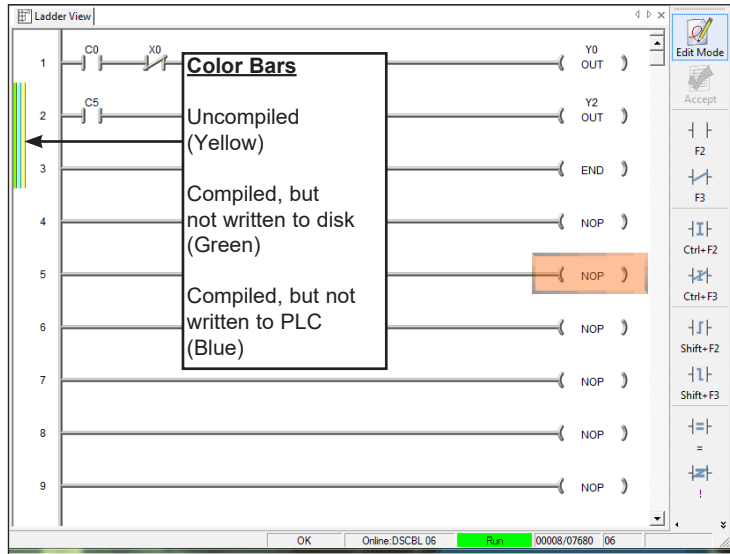 Ladder View
1
C0
X0
Y0
OUT
2
C5
Y2
OUT
3
END
4
NOP
5
NOP
6
NOP
7
NOP
8
NOP
9
NOP
Color Bars
Uncompiled
(Yellow)
Compiled, but
not written to disk
(Green)
Compiled, but not
written to PLC
(Blue)
Edit Mode
Accept
F2
F3
Ctrl+F2
Ctrl+F3
Shift+F2
Shift+F3
=
!
OK
Online:DSCBL 06
Run
00008/07680
06